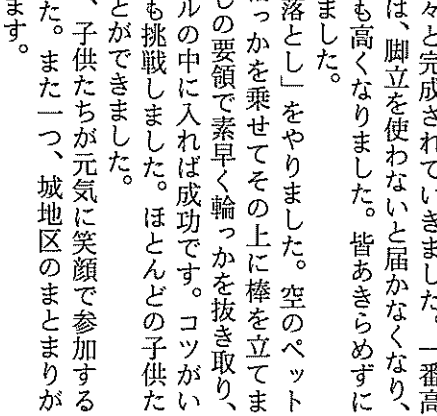 々と完成されていきました。一番高
は、脚立を使わないと届かなくなり、
も高くなりました。皆あきらめずに
ました。
落とし」をやりました。空のペット
っかを乗せてその上に棒を立てま
しの要領で素早く輪っかを抜き取り、
ルの中に入れば成功です。コツがい
も挑戦しました。ほとんどの子供た
とができました。
、子供たちが元気に笑顔で参加する
た。また一つ、城地区のまとまりが
ます。